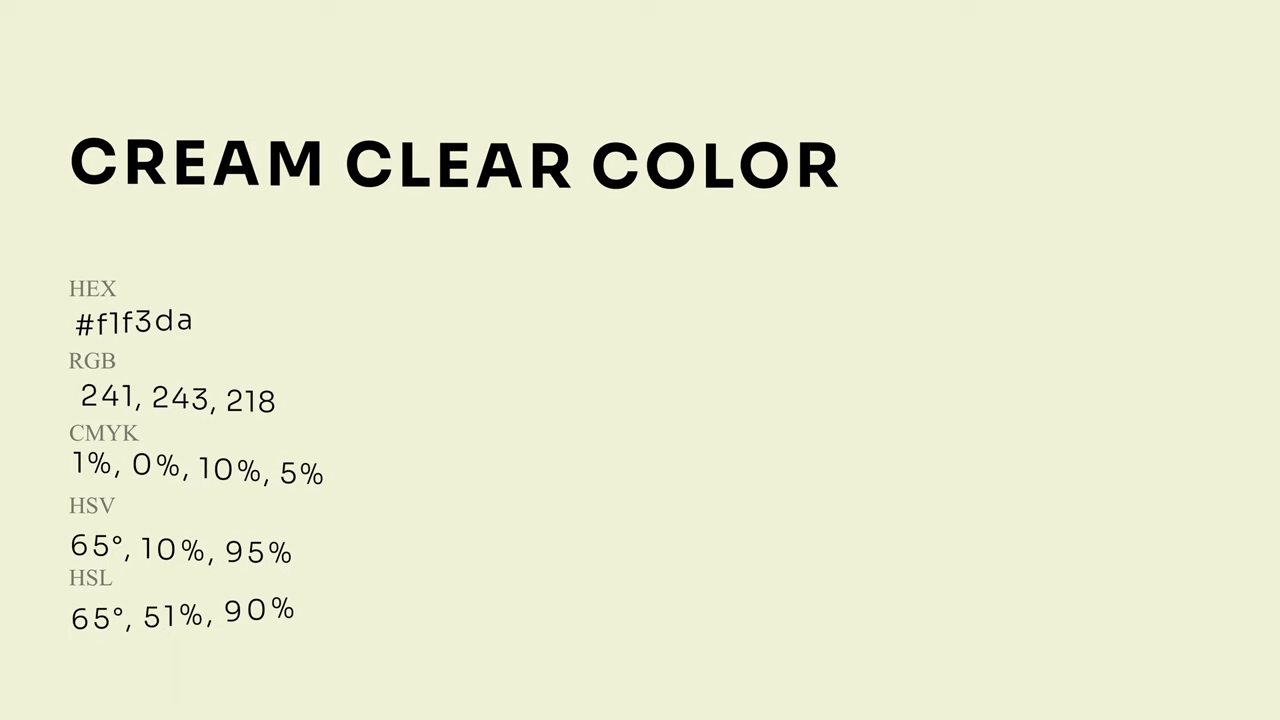 CREAM CLEAR COLOR
HEX
#f1f3da
RGB
241, 243, 218
CMYK
1%, 0%, 10%, 5%
HSV
65°, 10%, 95%
HSL
65°, 51%, 90%